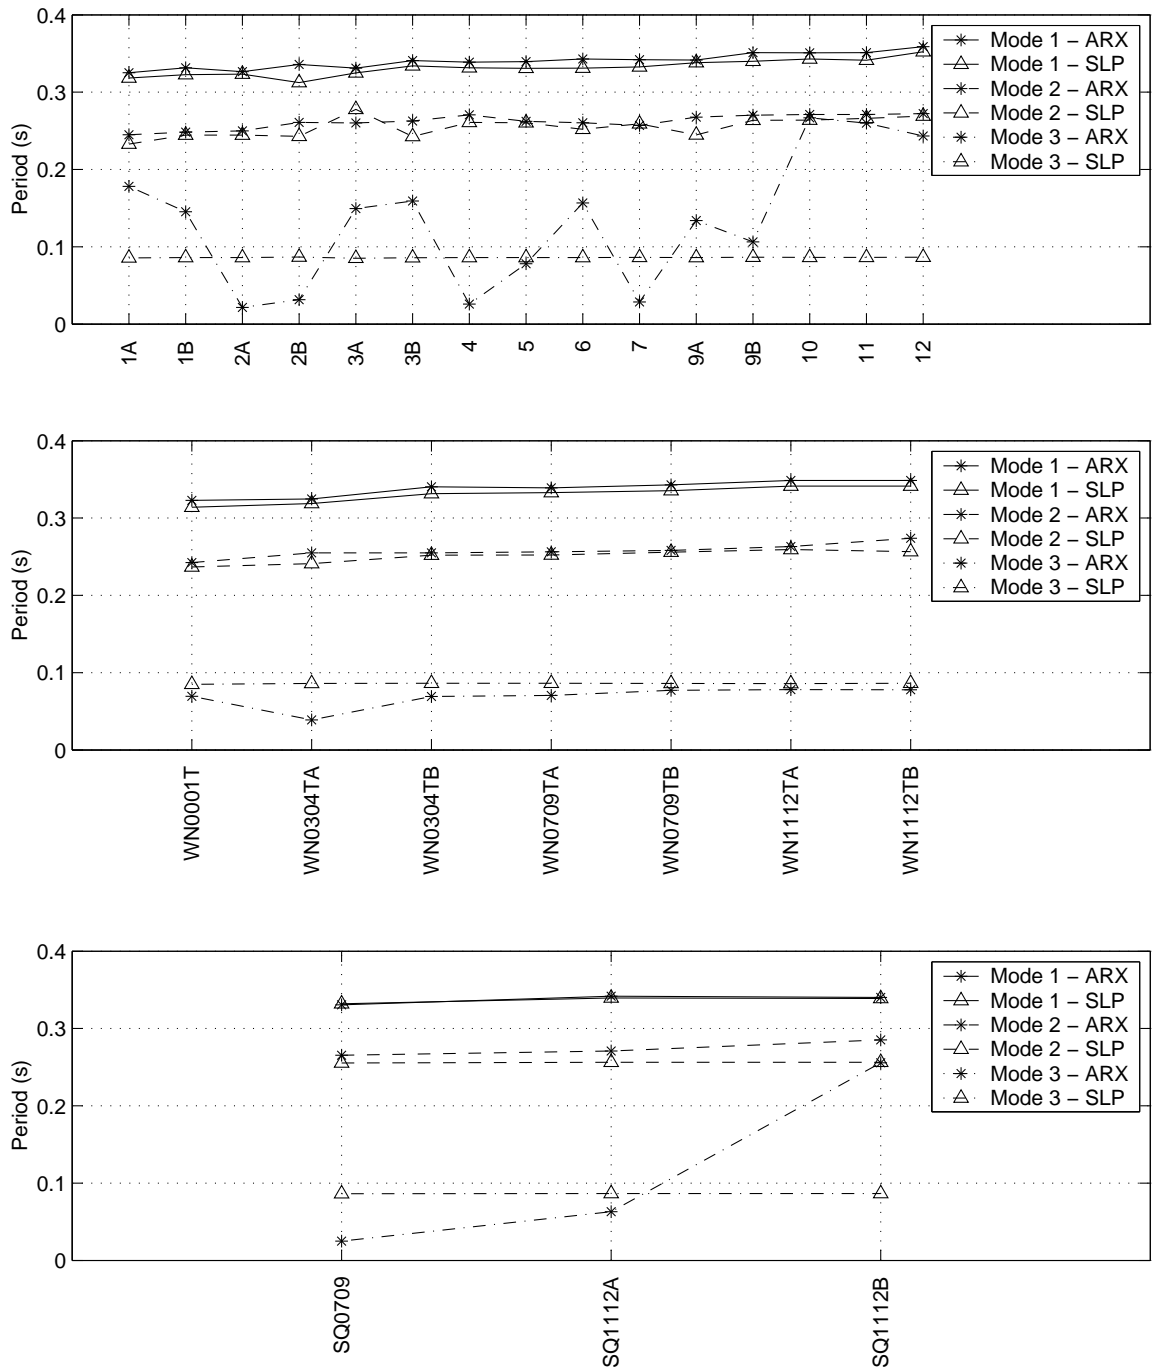 0.4
0.3
0.2
0.1
0
Period (s)
1A
1B
2A
2B
3A
3B
4
5
6
7
9A
9B
10
11
12
Mode 1 – ARX
Mode 1 – SLP
Mode 2 – ARX
Mode 2 – SLP
Mode 3 – ARX
Mode 3 – SLP
0.4
0.3
0.2
0.1
0
Period (s)
WN0001T
WN0304TA
WN0304TB
WN0709TA
WN0709TB
WN1112TA
WN1112TB
Mode 1 – ARX
Mode 1 – SLP
Mode 2 – ARX
Mode 2 – SLP
Mode 3 – ARX
Mode 3 – SLP
0.4
0.3
0.2
0.1
0
Period (s)
SQ0709
SQ1112A
SQ1112B
Mode 1 – ARX
Mode 1 – SLP
Mode 2 – ARX
Mode 2 – SLP
Mode 3 – ARX
Mode 3 – SLP